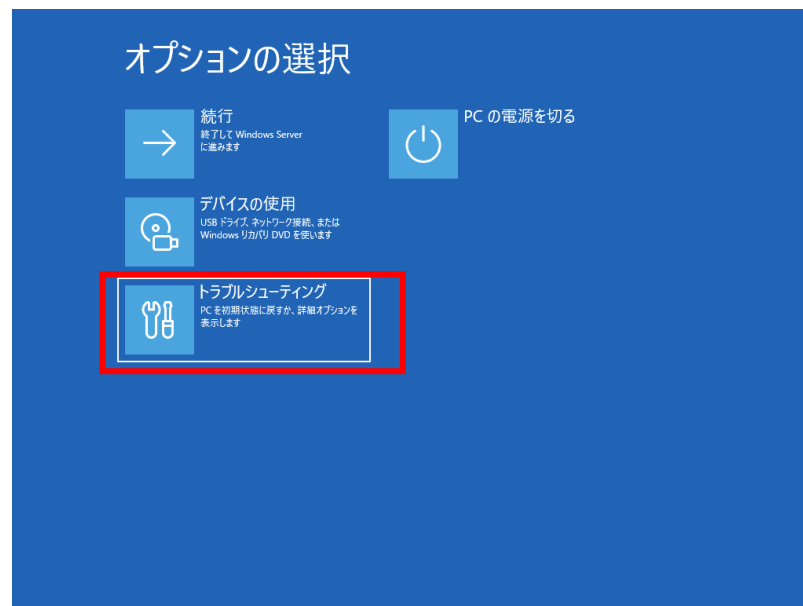 オプションの選択
続行
終了して Windows Server
に進みます
PC の電源を切る
デバイスの使用
USB ドライブ、ネットワーク接続、または
Windows リカバリ DVD を使います
トラブルシューティング
PC を初期状態に戻すか、詳細オプションを
表示します